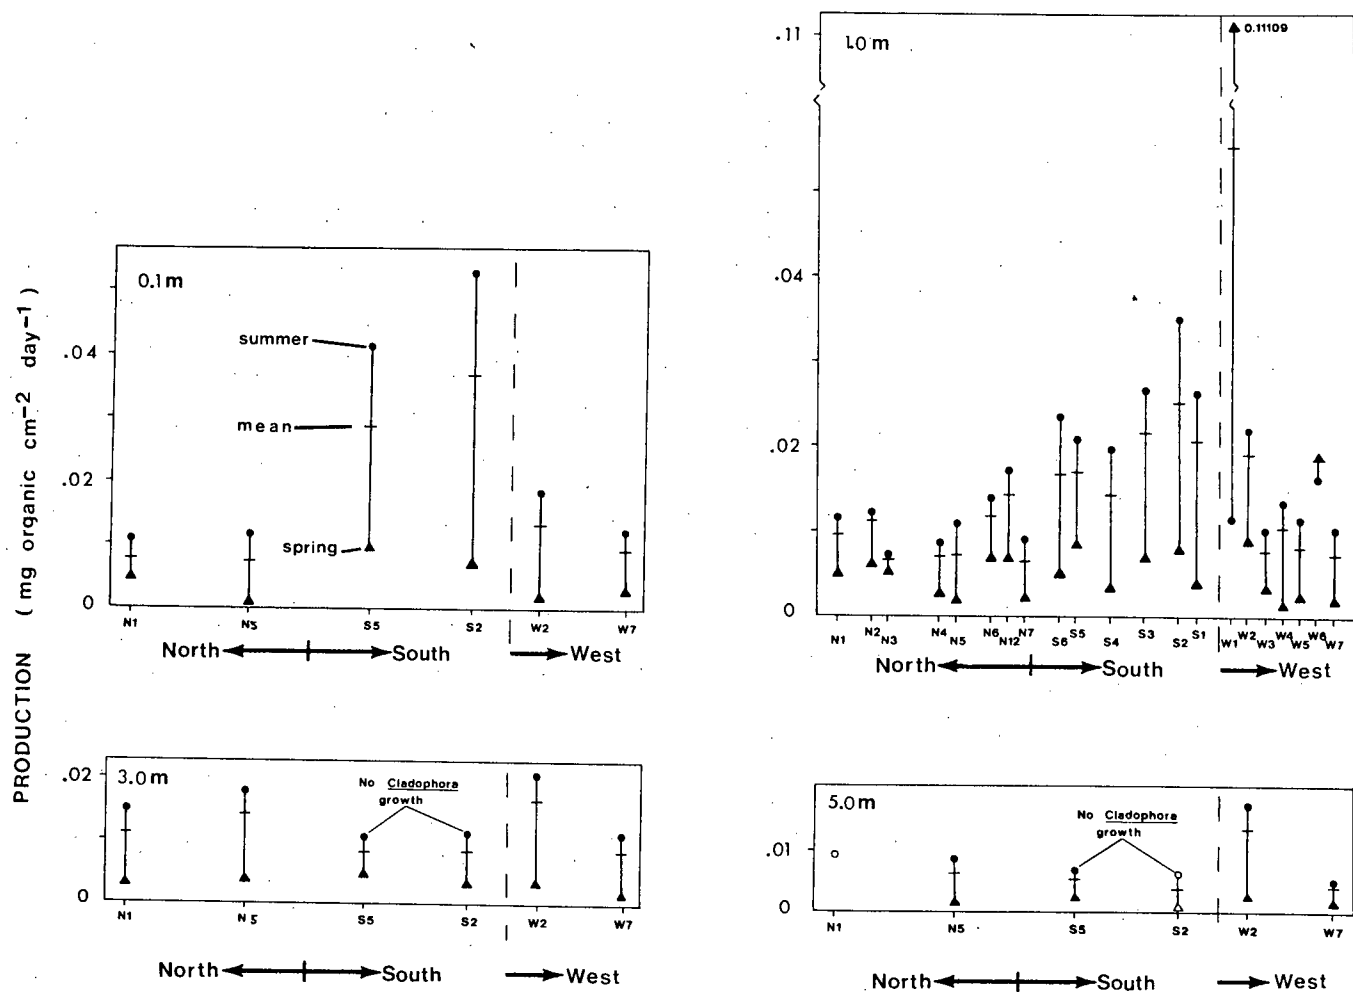 PRODUCTION (mg organic cm-2 day-1)
0.1m
.04
.02
0
summer
mean
spring
N1 N5 S5 S2 W2 W7
North South West
1.0m
.11
.04
.02
0
0.11109
N1 N2 N3 N4 N5 N6 N12 N7 S6 S5 S4 S3 S2 S1 W1 W2 W3 W4 W5 W6 W7
North South West
3.0m
.02
0
No Cladophora
growth
N1 N5 S5 S2 W2 W7
North South West
5.0m
.01
0
No Cladophora
growth
N1 N5 S5 S2 W2 W7
North South West